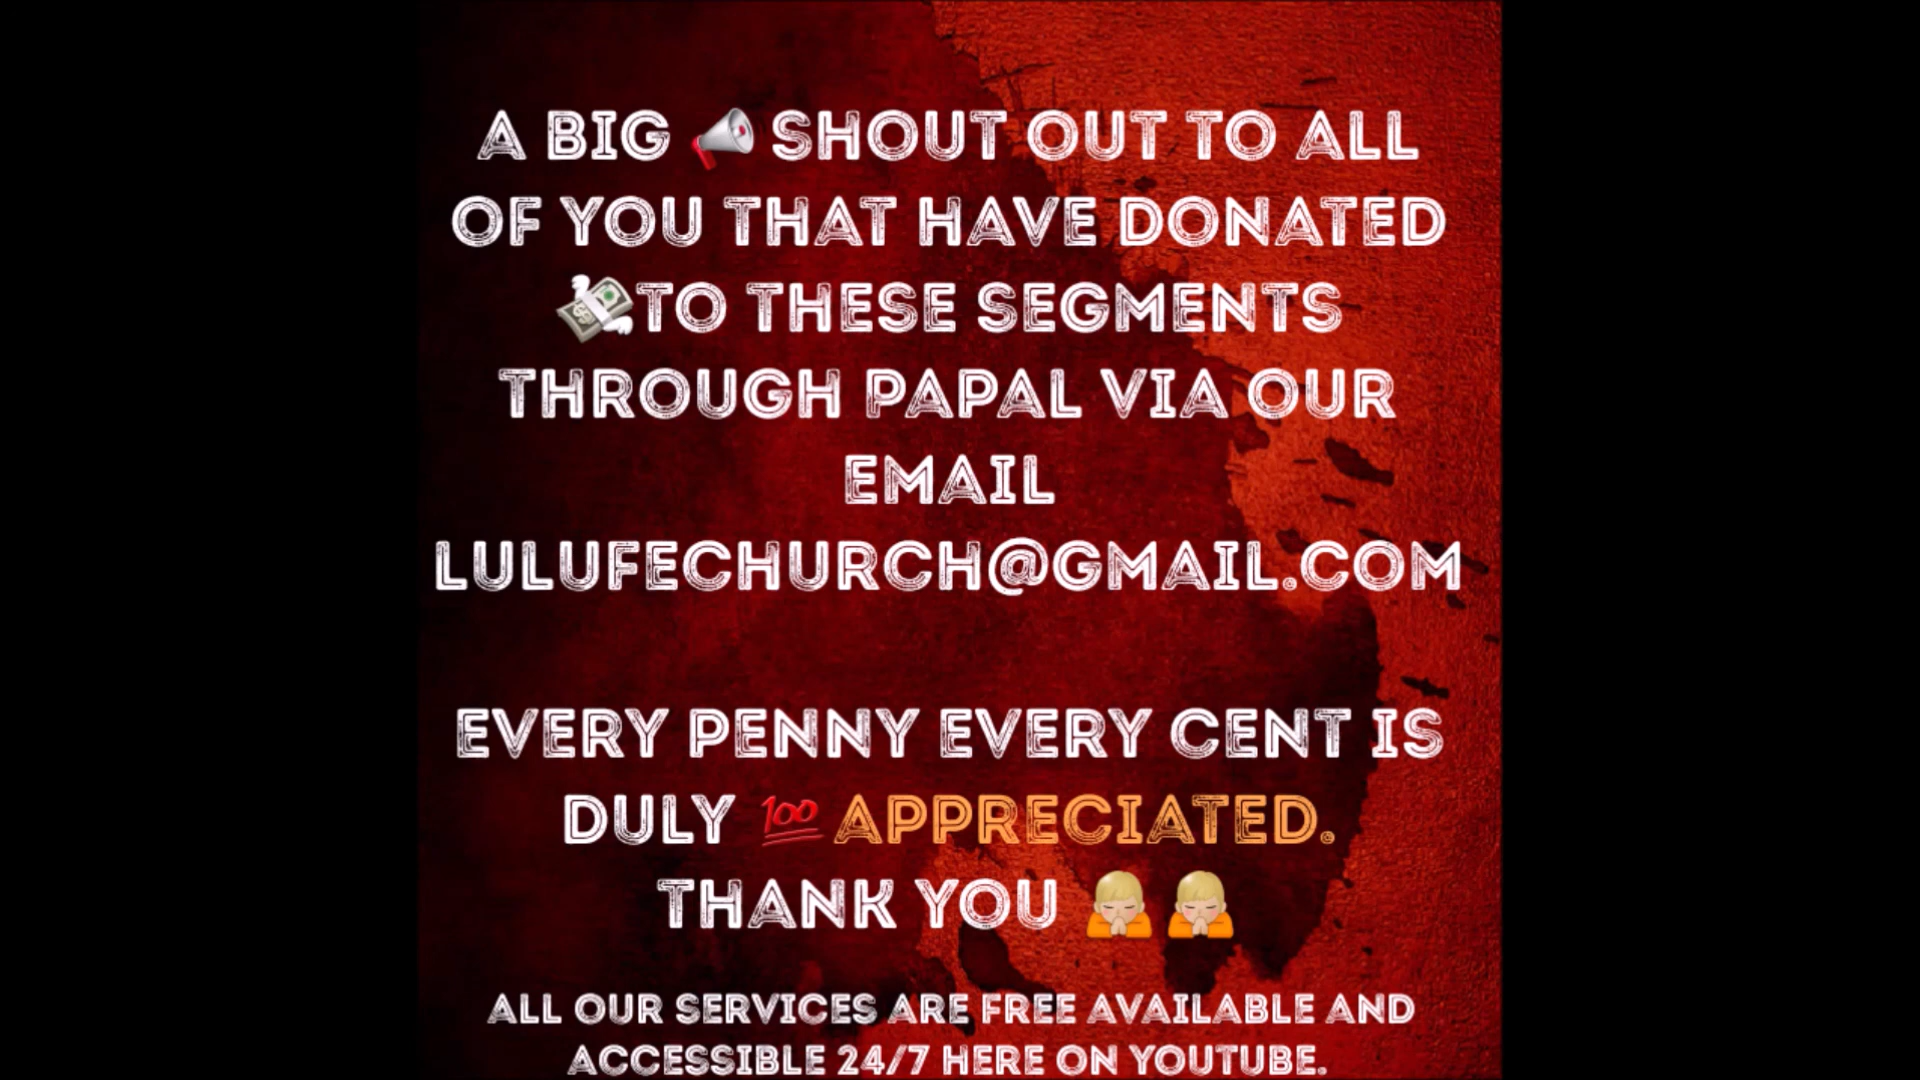 A BIG 📢 SHOUT OUT TO ALL
OF YOU THAT HAVE DONATED
💸TO THESE SEGMENTS
THROUGH PAPAL VIA OUR
EMAIL
LULUFECHURCH@GMAIL.COM
EVERY PENNY EVERY CENT IS
DULY 💯 APPRECIATED.
THANK YOU 🙏🏼🙏🏼
ALL OUR SERVICES ARE FREE AVAILABLE AND
ACCESSIBLE 24/7 HERE ON YOUTUBE.